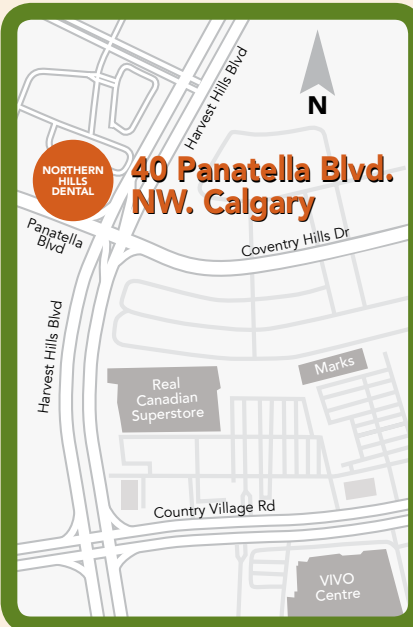 Harvest Hills Blvd
N
NORTHERN
HILLS
DENTAL
40 Panatella Blvd.
NW. Calgary
Panatella
Blvd
Coventry Hills Dr
Harvest Hills Blvd
Real
Canadian
Superstore
Marks
Country Village Rd
VIVO
Centre